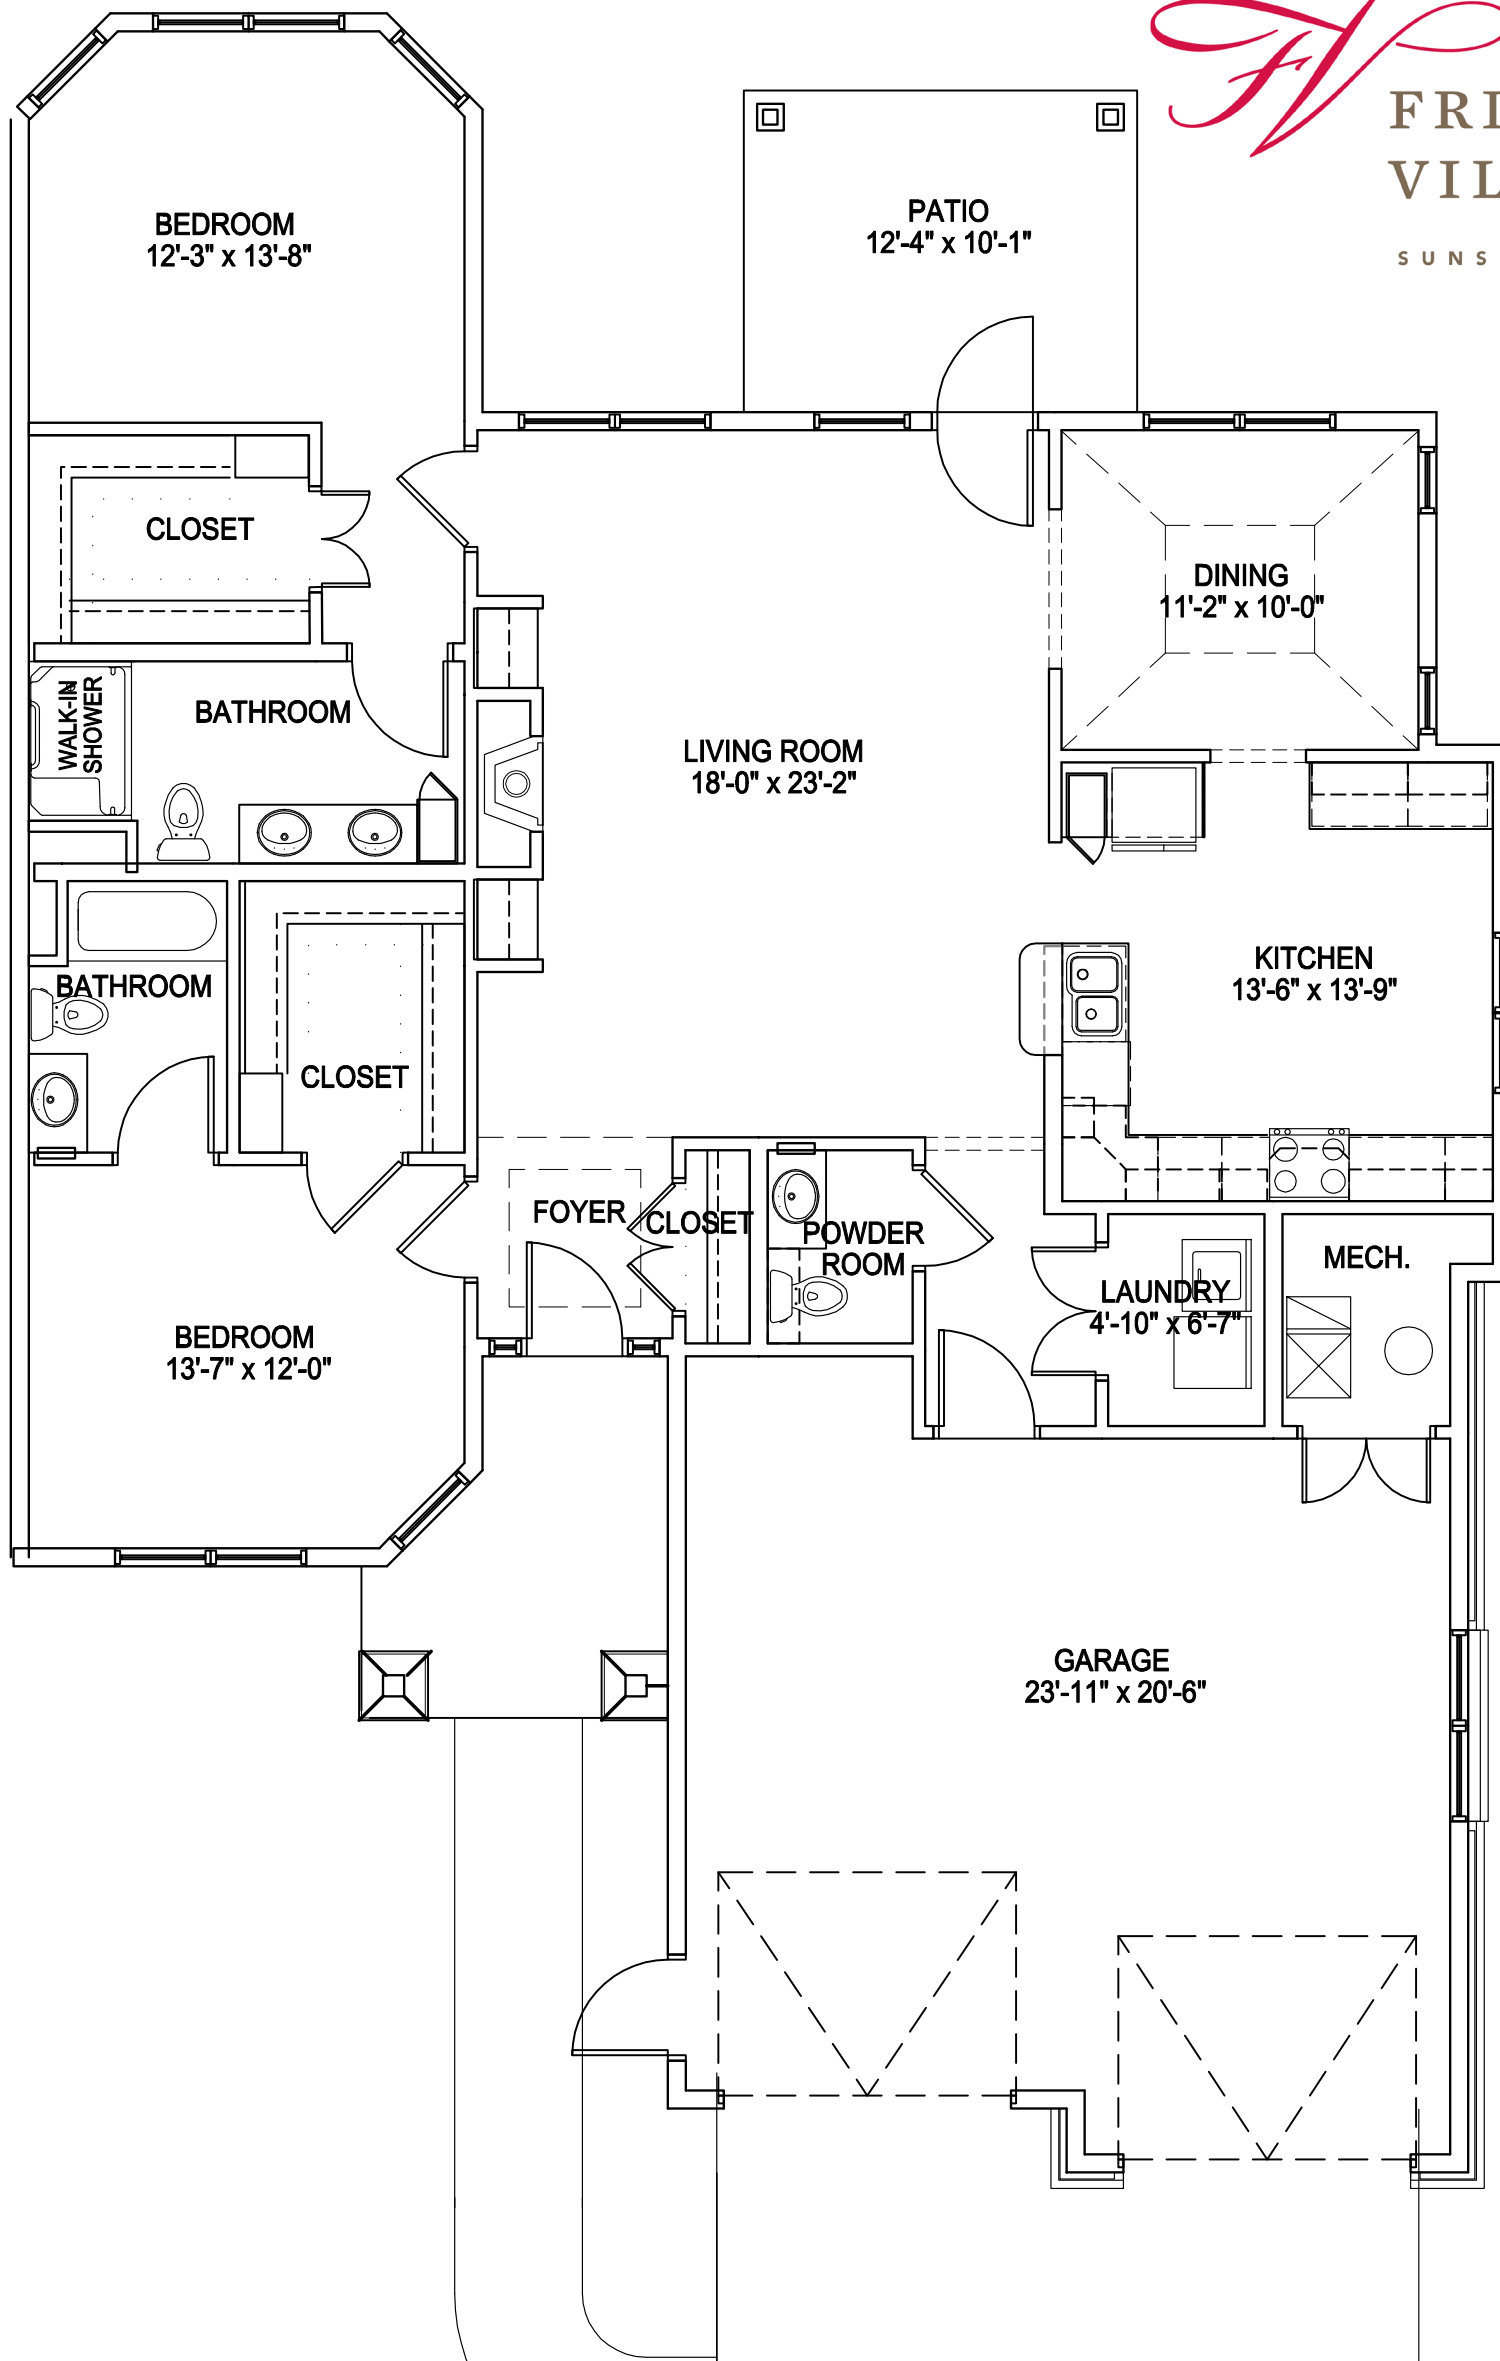 FRI
VIL
SUNS
BEDROOM
12'-3" x 13'-8"
PATIO
12'-4" x 10'-1"
CLOSET
DINING
11'-2" x 10'-0"
WALK-IN
SHOWER
BATHROOM
LIVING ROOM
18'-0" x 23'-2"
KITCHEN
13'-6" x 13'-9"
BATHROOM
CLOSET
FOYER
CLOSET
POWDER
ROOM
MECH.
LAUNDRY
4'-10" x 6'-7"
BEDROOM
13'-7" x 12'-0"
GARAGE
23'-11" x 20'-6"